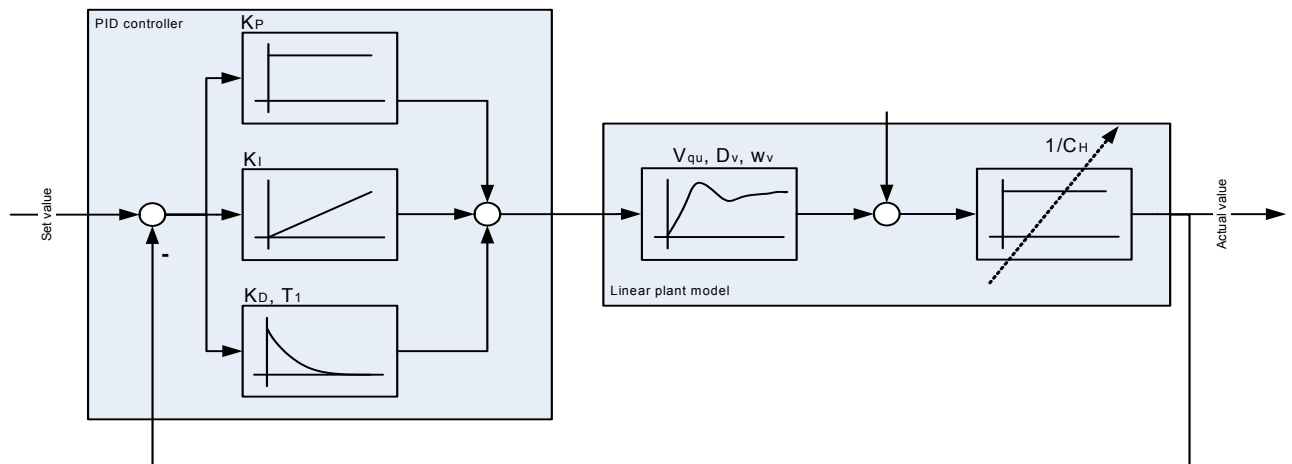 PID controller
KP
KI
KD, T1
Set value
-
Vqu, Dv, wv
1/CH
Linear plant model
Actual value